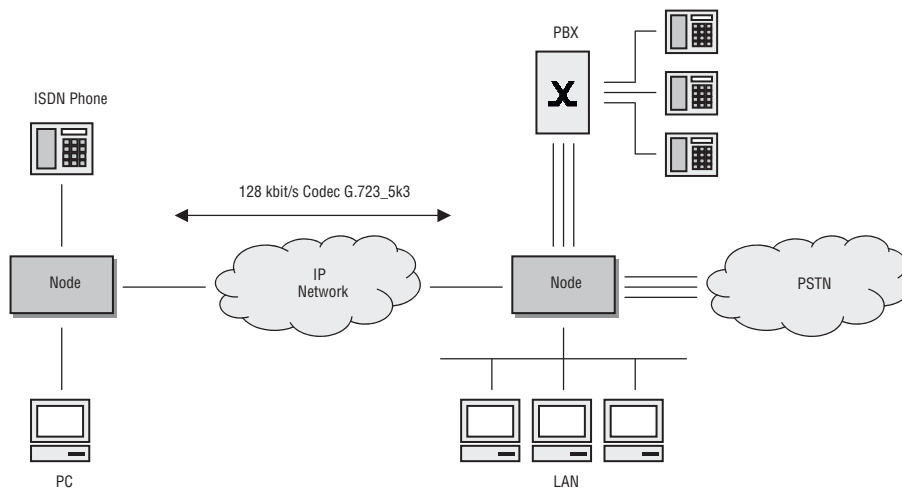 PBX
ISDN Phone
X
128 kbit/s Codec G.723_5k3
Node
IP
Network
Node
PSTN
PC
LAN